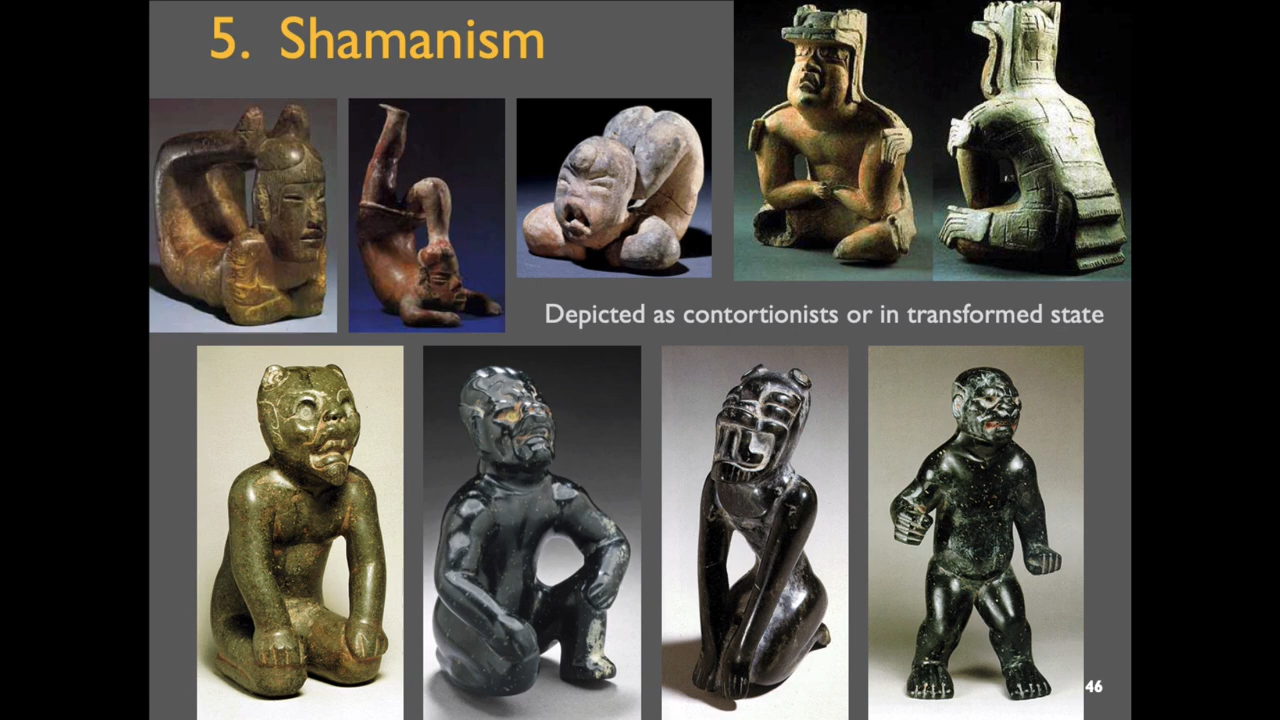 5. Shamanism
Depicted as contortionists or in transformed state
46